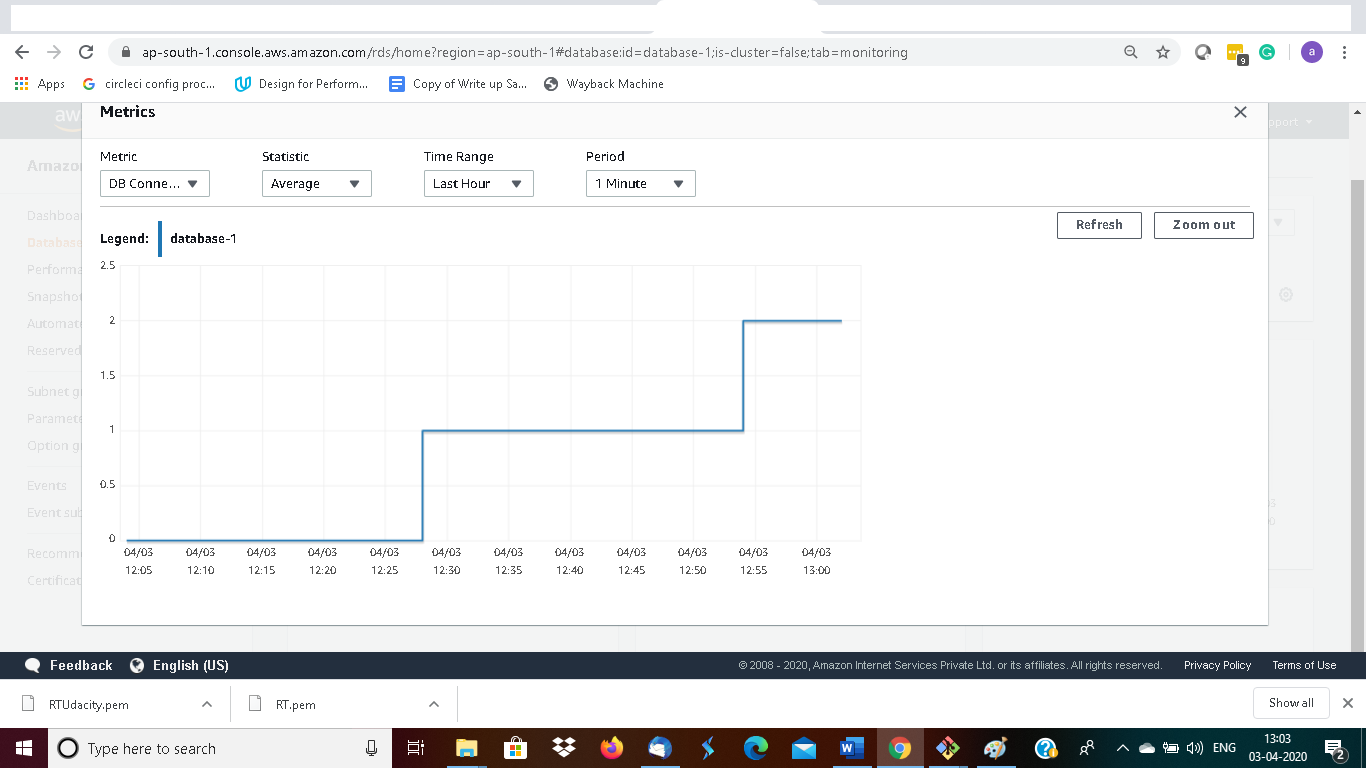 ap-south-1.console.aws.amazon.com/rds/home?region=ap-south-1#database:id=database-1;is-cluster=false;tab=monitoring
9
a
Apps
circleci config proc...
Design for Perform...
Copy of Write up Sa...
Wayback Machine
Metrics
Metric
Statistic
Time Range
Period
DB Conne...
Average
Last Hour
1 Minute
Refresh
Zoom out
Legend:
database-1
2.5
2
1.5
1
0.5
0
04/03 04/03 04/03 04/03 04/03 04/03 04/03 04/03 04/03 04/03 04/03 04/03
12:05 12:10 12:15 12:20 12:25 12:30 12:35 12:40 12:45 12:50 12:55 13:00
Dashboa
Databas
Performa
Snapshot
Automat
Reserved
Subnet g
Paramete
Option g
Events
Event sub
Recomm
Certificat
Feedback
English (US)
© 2008 - 2020, Amazon Internet Services Private Ltd. or its affiliates. All rights reserved.
Privacy Policy
Terms of Use
RTUdacity.pem
RT.pem
Show all
Type here to search
ENG
13:03
03-04-2020
2